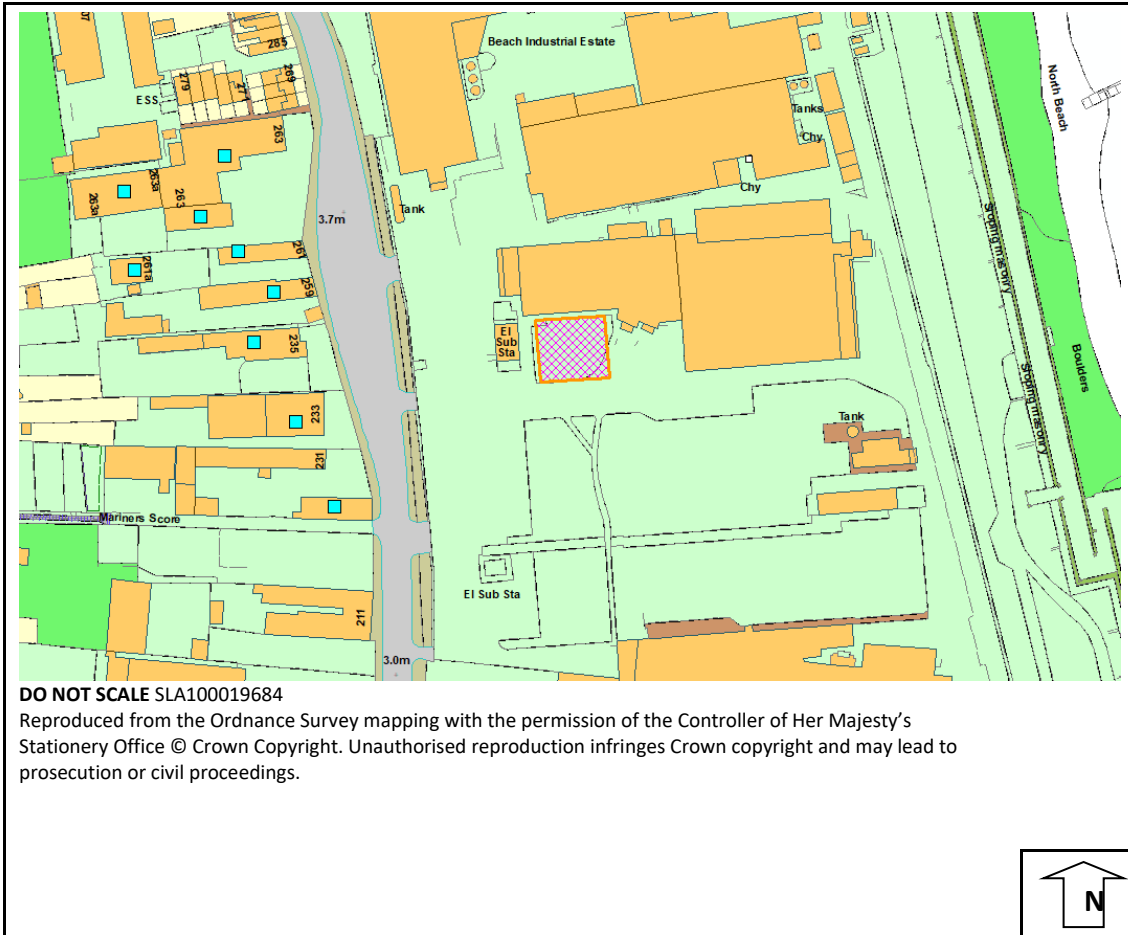 285
Beach Industrial Estate
279
269
ESS
263
Tanks
Chy
North Beach
263a
263a
263
Chy
Tank
3.7m
261
261a
259
Sloping masonry
El
Sub
Sta
235
Boulders
Sloping masonry
233
Tank
231
Mariners Score
El Sub Sta
211
3.0m
DO NOT SCALE SLA100019684
Reproduced from the Ordnance Survey mapping with the permission of the Controller of Her Majesty’s
Stationery Office © Crown Copyright. Unauthorised reproduction infringes Crown copyright and may lead to
prosecution or civil proceedings.
N